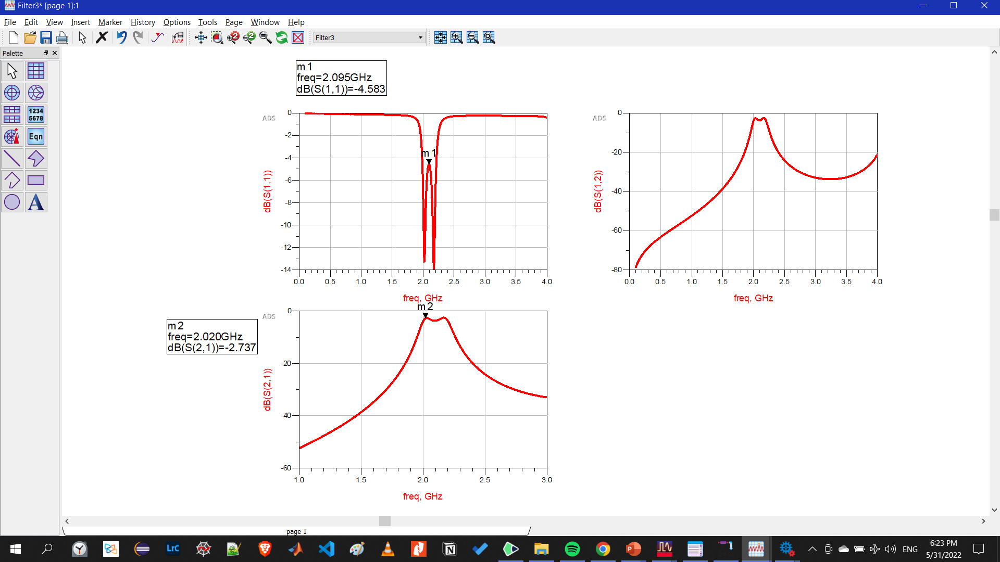 Filter3* [page 1]:1
File Edit View Insert Marker History Options Tools Page Window Help
2 2
Filter3
Palette
1234
5678
Eqn
A
m1
freq=2.095GHz
dB(S(1,1))=-4.583
ADS
0
-2
-4
-6
-8
-10
-12
-14
m1
dB(S(1,1))
0.0 0.5 1.0 1.5 2.0 2.5 3.0 3.5 4.0
freq, GHz
ADS
0
-20
-40
-60
-80
dB(S(1,2))
0.0 0.5 1.0 1.5 2.0 2.5 3.0 3.5 4.0
freq, GHz
m2
freq=2.020GHz
dB(S(2,1))=-2.737
m2
ADS
0
-20
-40
-60
dB(S(2,1))
1.0 1.5 2.0 2.5 3.0
freq, GHz
page 1
Lrc
ENG
6:23 PM
5/31/2022